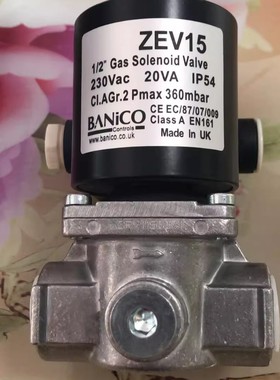 ZEV15
1/2" Gas Solenoid Valve
230Vac 20VA IP54
Cl.AGr.2 Pmax 360mbar
BANiCO
Controls
banico.co.uk
CE EC/87/07/009
Class A EN161
Made In UK